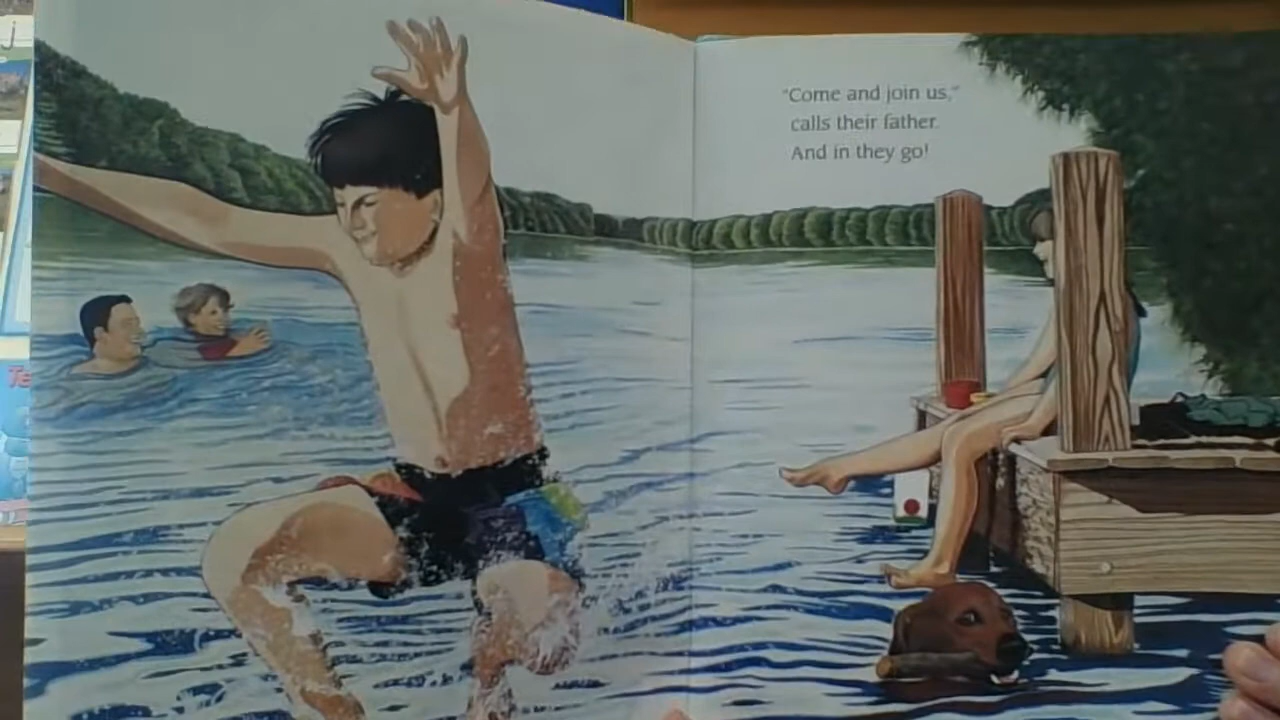 "Come and join us,"
calls their father.
And in they go!